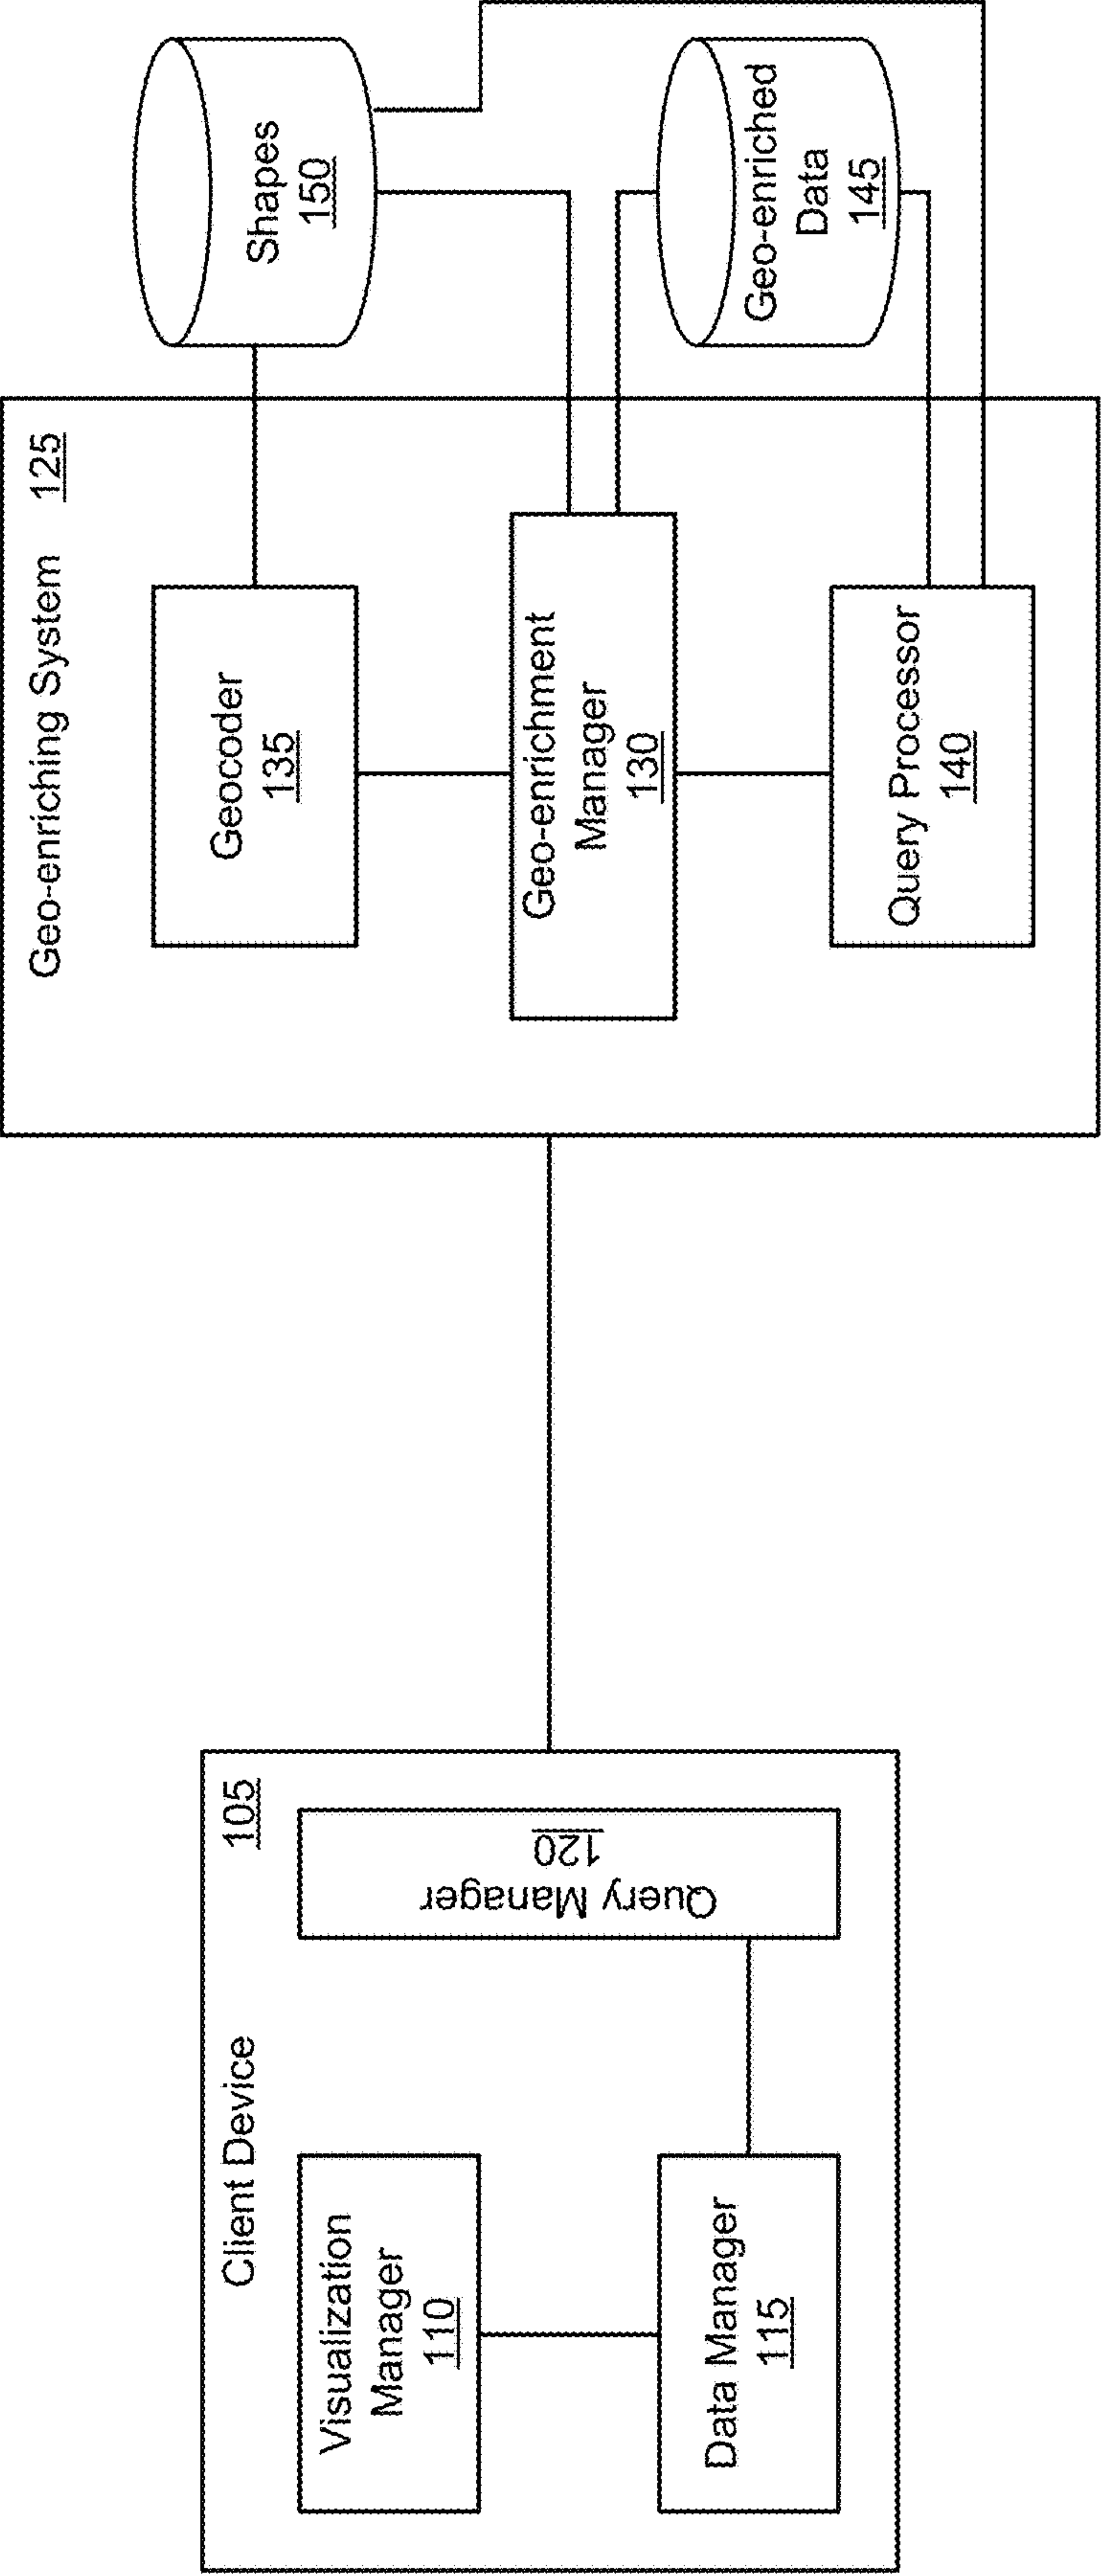 Client Device
105
Visualization
Manager
110
Data Manager
115
Query Manager
120
Geo-enriching System
125
Geocoder
135
Geo-enrichment
Manager
130
Query Processor
140
Shapes
150
Geo-enriched
Data
145